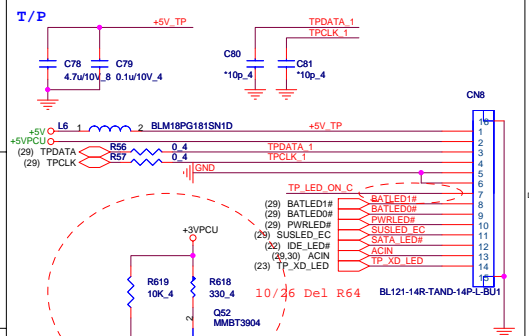 T/P
+5V_TP
TPDATA_1
TPCLK_1
C78
4.7u/10V_8
C79
0.1u/10V_4
C80
*10p_4
C81
*10p_4
CN8
+5V
L6
1
2
BLM18PG181SN1D
+5V_TP
+5VPCU
(29) TPDATA
R56
0_4
TPDATA_1
(29) TPCLK
R57
0_4
TPCLK_1
GND
TP_LED_ON_C
(29) BATLED1#
BATLED1#
(29) BATLED0#
BATLED0#
(29) PWRLED#
PWRLED#
(29) SUSLED_EC
SUSLED_EC
(22) IDE_LED#
SATA_LED#
(29,30) ACIN
ACIN
(23) TP_XD_LED
TP_XD_LED
16
1
2
3
4
5
6
7
8
9
10
11
12
13
14
15
BL121-14R-TAND-14P-L-BU1
+3VPCU
R619
10K_4
R618
330_4
10/26 Del R64
2
Q52
MMBT3904